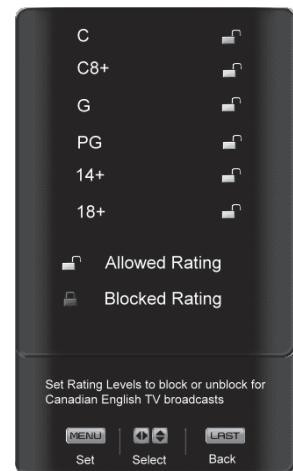 C
C8+
G
PG
14+
18+
Allowed Rating
Blocked Rating
Set Rating Levels to block or unblock for
Canadian English TV broadcasts
MENU LAST
Set Select Back